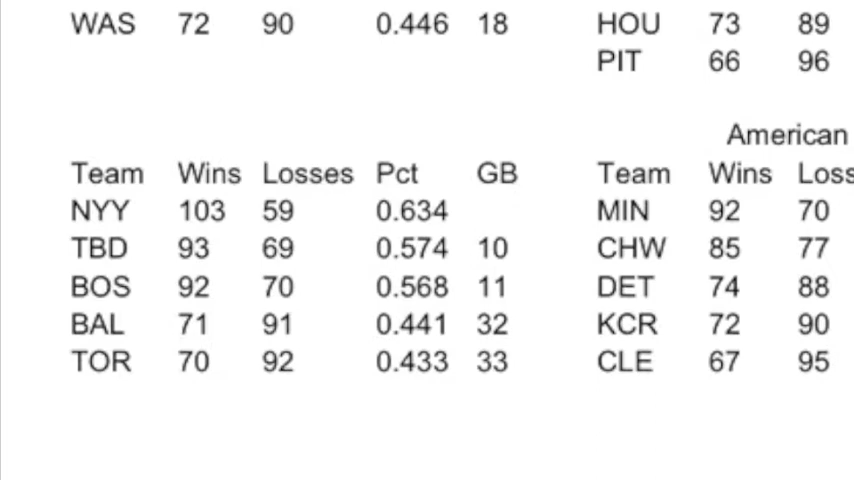 WAS 72 90 0.446 18 HOU 73 89
PIT 66 96
American
Team Wins Losses Pct GB Team Wins Loss
NYY 103 59 0.634 MIN 92 70
TBD 93 69 0.574 10 CHW 85 77
BOS 92 70 0.568 11 DET 74 88
BAL 71 91 0.441 32 KCR 72 90
TOR 70 92 0.433 33 CLE 67 95